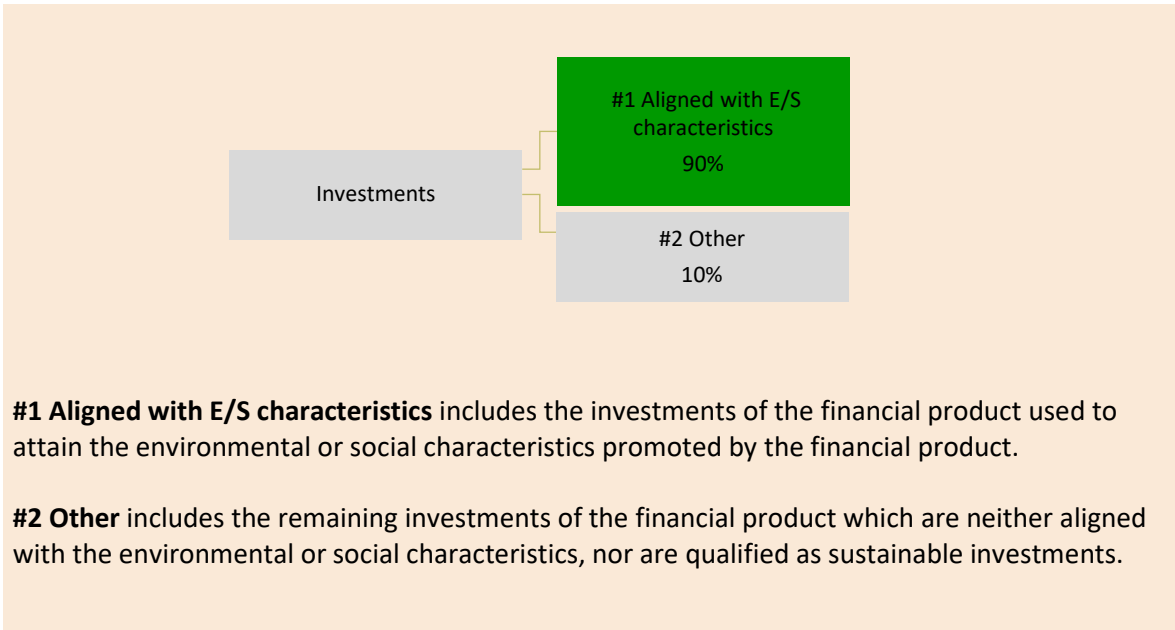 #1 Aligned with E/S
characteristics
90%
Investments
#2 Other
10%
#1 Aligned with E/S characteristics includes the investments of the financial product used to
attain the environmental or social characteristics promoted by the financial product.
#2 Other includes the remaining investments of the financial product which are neither aligned
with the environmental or social characteristics, nor are qualified as sustainable investments.